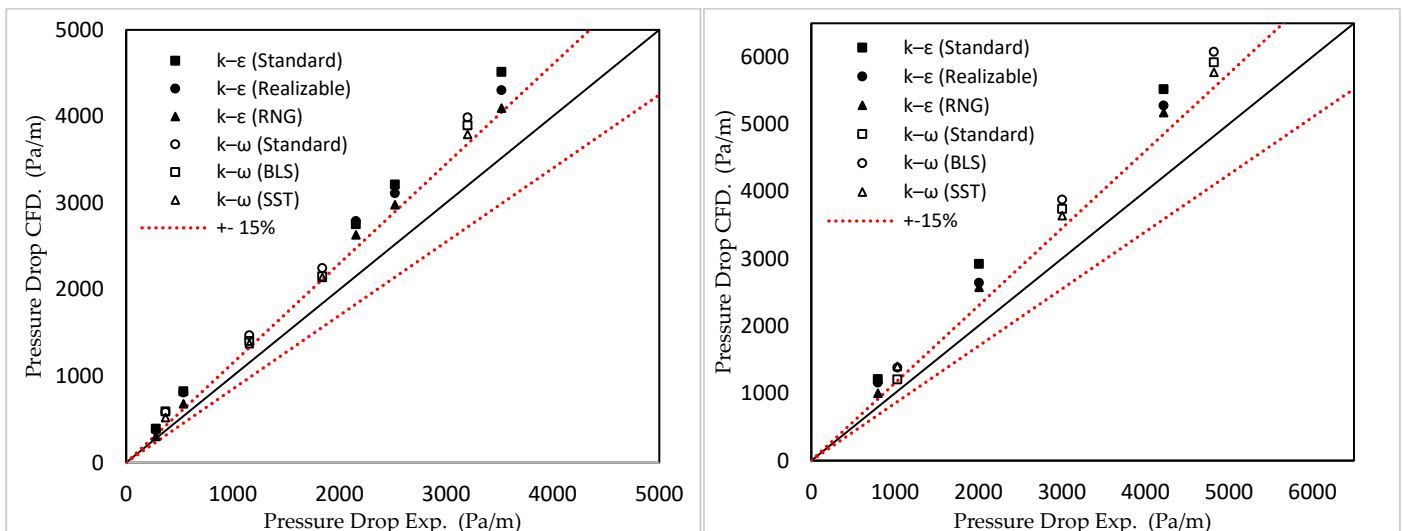 5000
4000
3000
2000
1000
0
Pressure Drop CFD. (Pa/m)
k–ε (Standard)
k–ε (Realizable)
k–ε (RNG)
k–ω (Standard)
k–ω (BLS)
k–ω (SST)
+- 15%
0 1000 2000 3000 4000 5000
Pressure Drop Exp. (Pa/m)
6000
5000
4000
3000
2000
1000
0
Pressure Drop CFD. (Pa/m)
k–ε (Standard)
k–ε (Realizable)
k–ε (RNG)
k–ω (Standard)
k–ω (BLS)
k–ω (SST)
+-15%
0 1000 2000 3000 4000 5000 6000
Pressure Drop Exp. (Pa/m)